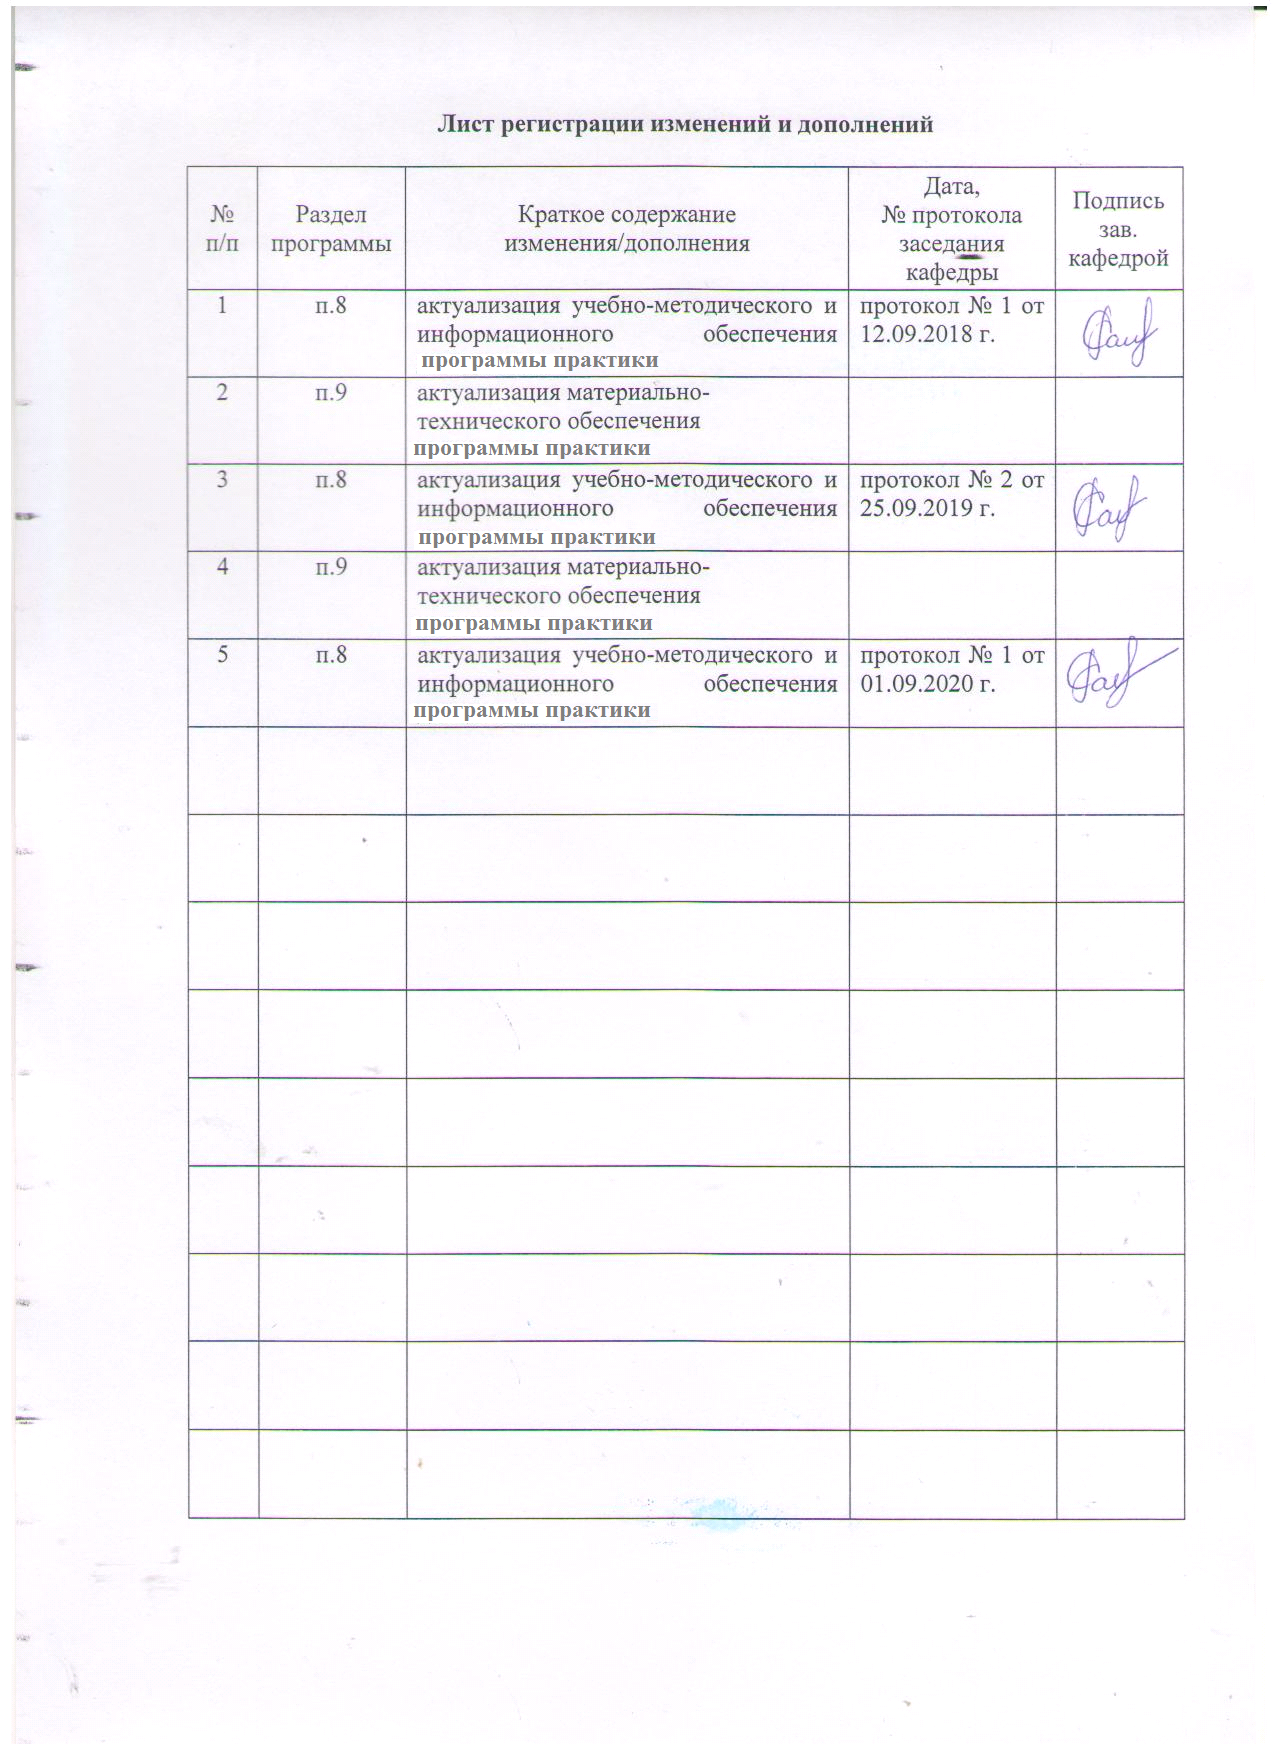 Лист регистрации изменений и дополнений
№
п/п
Раздел
программы
Краткое содержание
изменения/дополнения
Дата,
№ протокола
заседания
кафедры
Подпись
зав.
кафедрой
1
п.8
актуализация учебно-методического и
информационного обеспечения
программы практики
протокол № 1 от
12.09.2018 г.
2
п.9
актуализация материально-
технического обеспечения
программы практики
3
п.8
актуализация учебно-методического и
информационного обеспечения
программы практики
протокол № 2 от
25.09.2019 г.
4
п.9
актуализация материально-
технического обеспечения
программы практики
5
п.8
актуализация учебно-методического и
информационного обеспечения
программы практики
протокол № 1 от
01.09.2020 г.